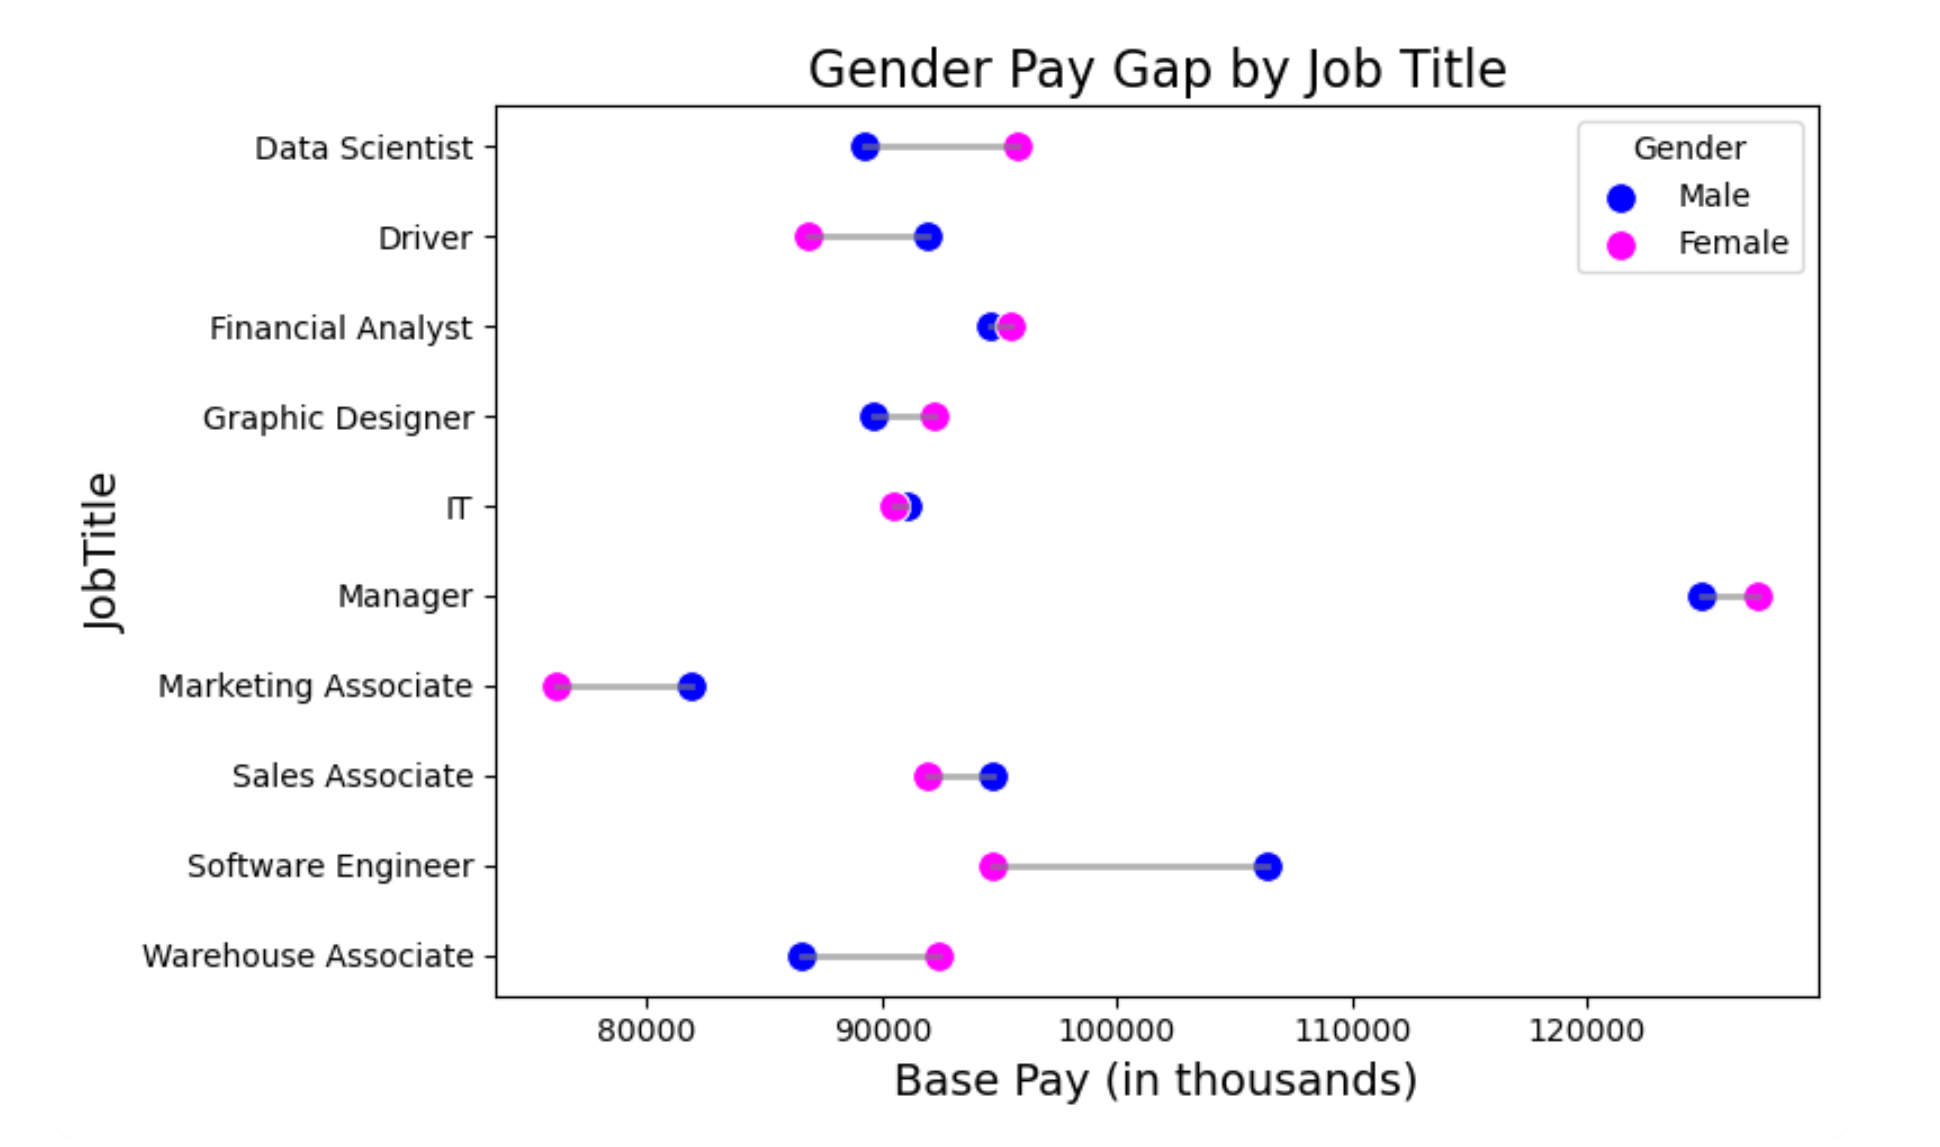 Gender Pay Gap by Job Title
Gender
Male
Female
JobTitle
Data Scientist
Driver
Financial Analyst
Graphic Designer
IT
Manager
Marketing Associate
Sales Associate
Software Engineer
Warehouse Associate
80000 90000 100000 110000 120000
Base Pay (in thousands)